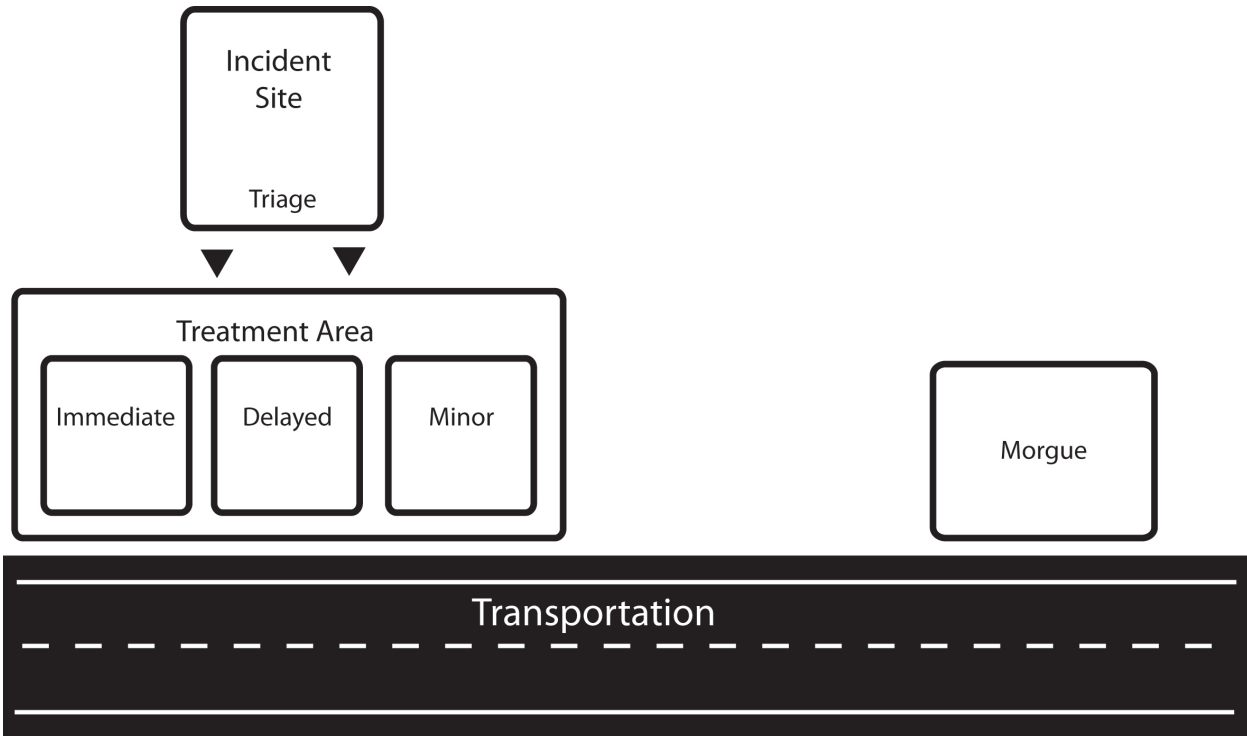 Incident
Site
Triage
Treatment Area
Immediate
Delayed
Minor
Morgue
Transportation